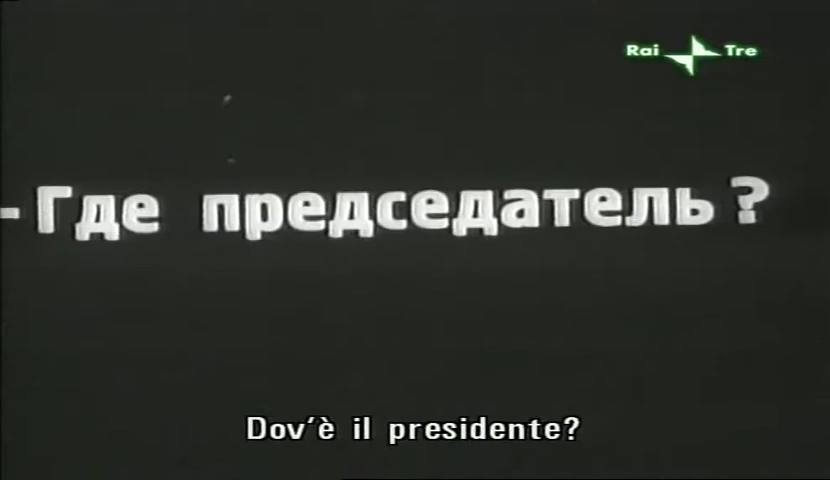 Rai Tre
- Где председатель ?
Dov'è il presidente?